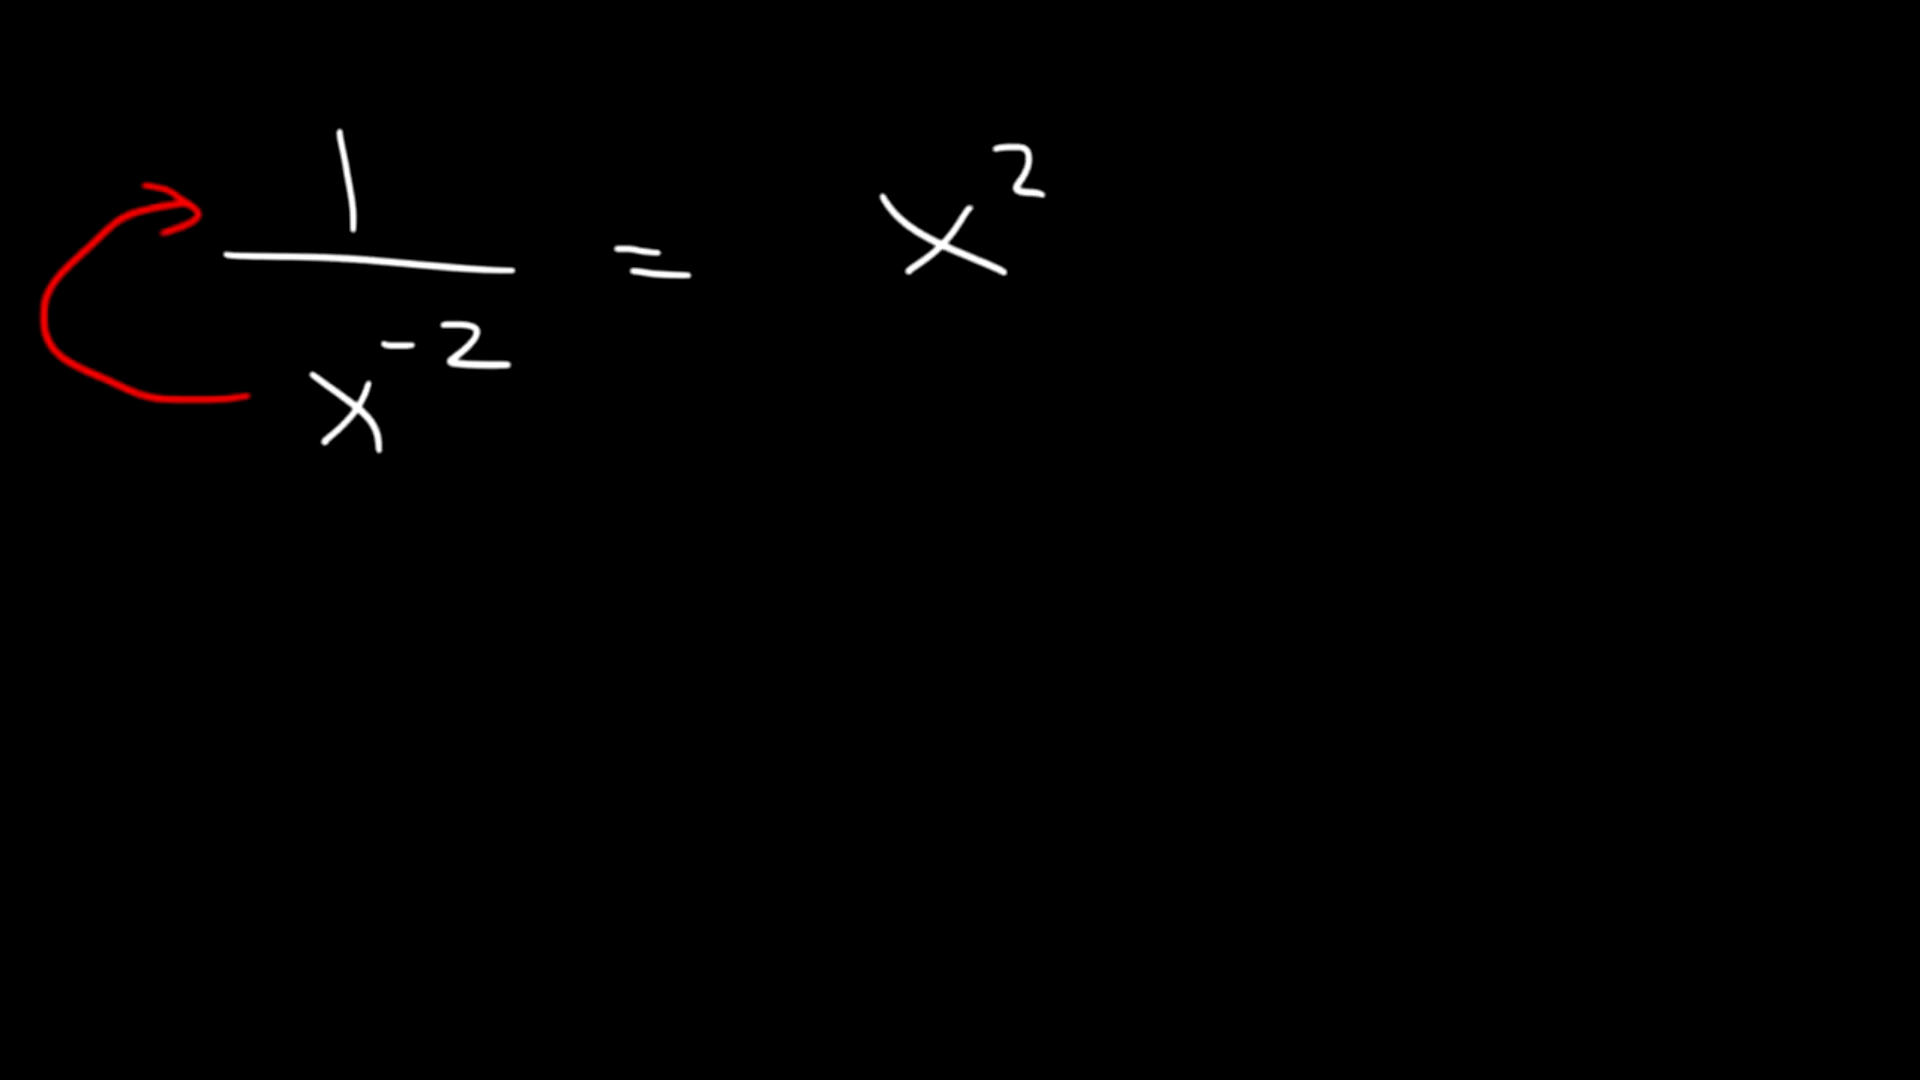 1/x⁻² = x²